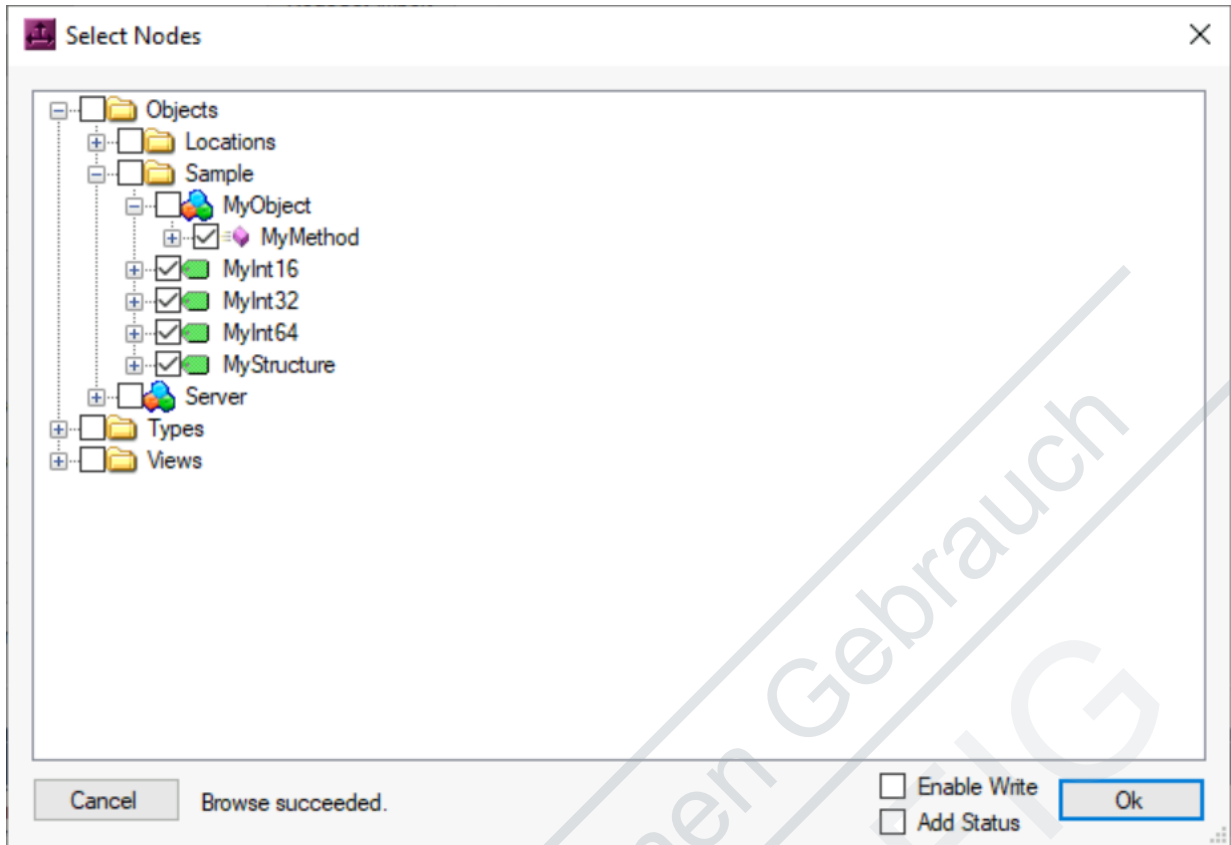 Select Nodes
Objects
Locations
Sample
MyObject
MyMethod
MyInt16
MyInt32
MyInt64
MyStructure
Server
Types
Views
Cancel
Browse succeeded.
Enable Write
Add Status
Ok
Gebrauch